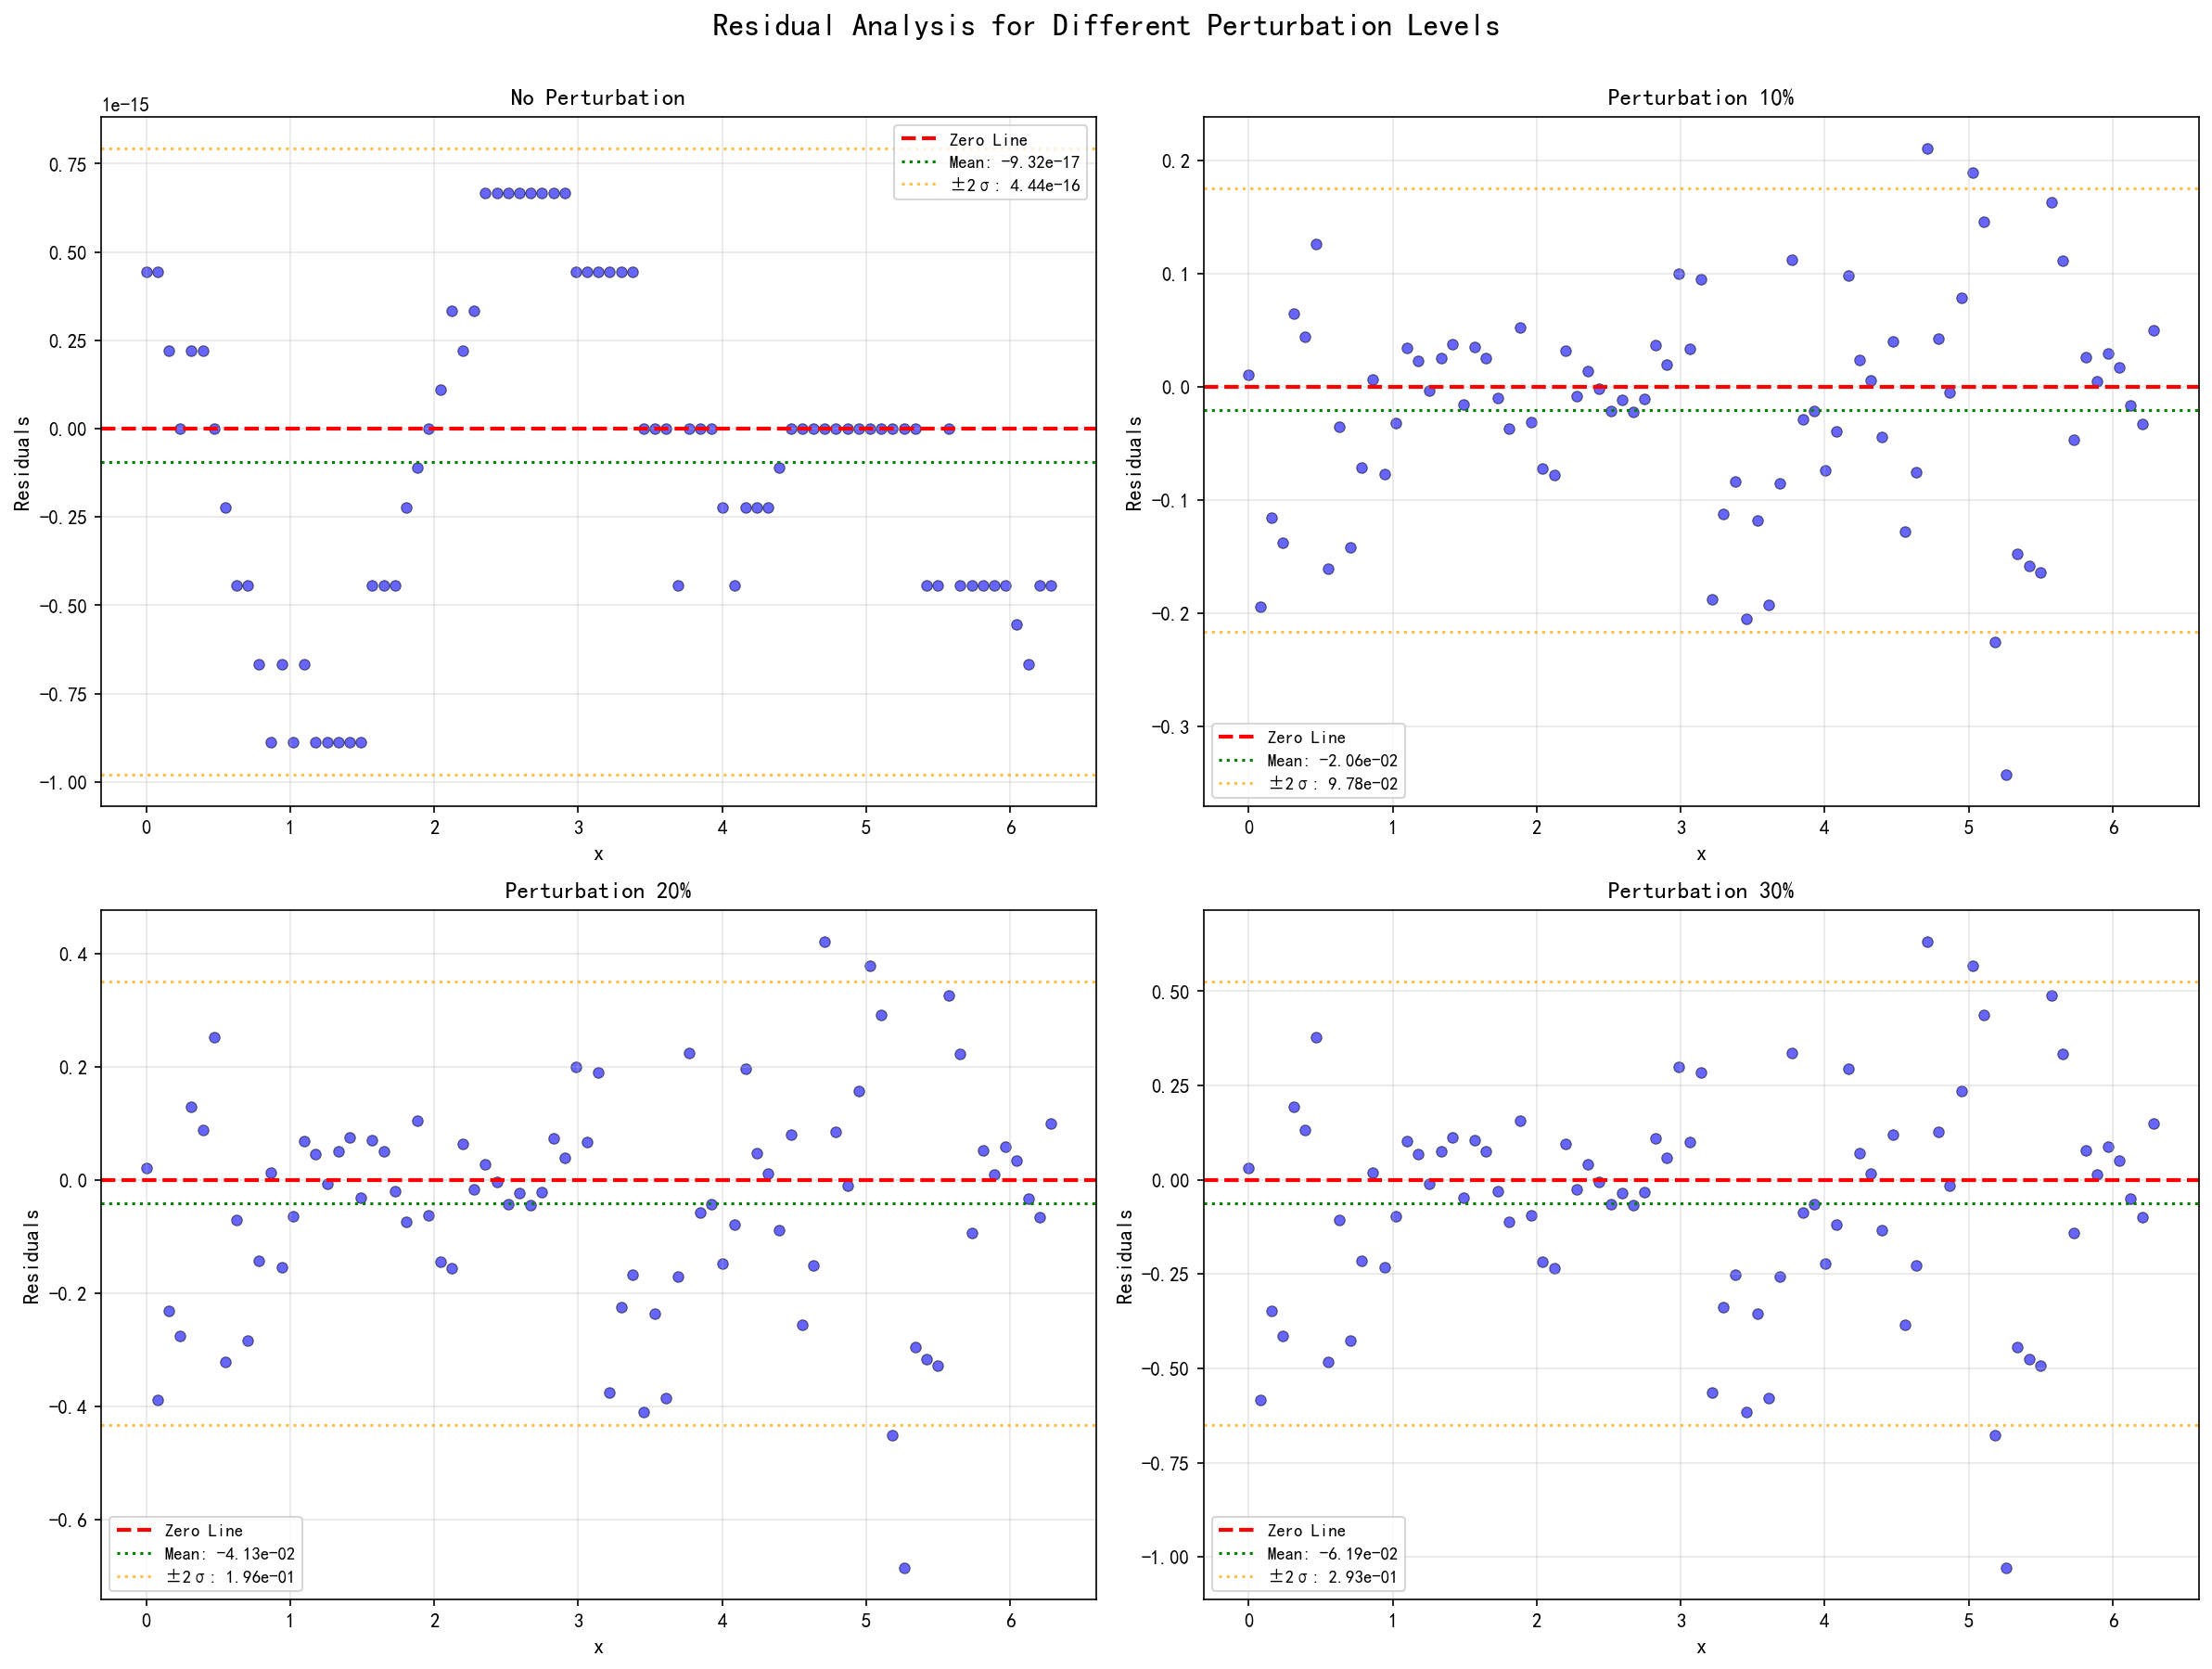 Residual Analysis for Different Perturbation Levels
No Perturbation
1e-15
0.75
0.50
0.25
0.00
-0.25
-0.50
-0.75
-1.00
Residuals
Zero Line
Mean: -9.32e-17
±2σ: 4.44e-16
0 1 2 3 4 5 6
x
Perturbation 10%
0.2
0.1
0.0
-0.1
-0.2
-0.3
Residuals
Zero Line
Mean: -2.06e-02
±2σ: 9.78e-02
0 1 2 3 4 5 6
x
Perturbation 20%
0.4
0.2
0.0
-0.2
-0.4
-0.6
Residuals
Zero Line
Mean: -4.13e-02
±2σ: 1.96e-01
0 1 2 3 4 5 6
x
Perturbation 30%
0.50
0.25
0.00
-0.25
-0.50
-0.75
-1.00
Residuals
Zero Line
Mean: -6.19e-02
±2σ: 2.93e-01
0 1 2 3 4 5 6
x